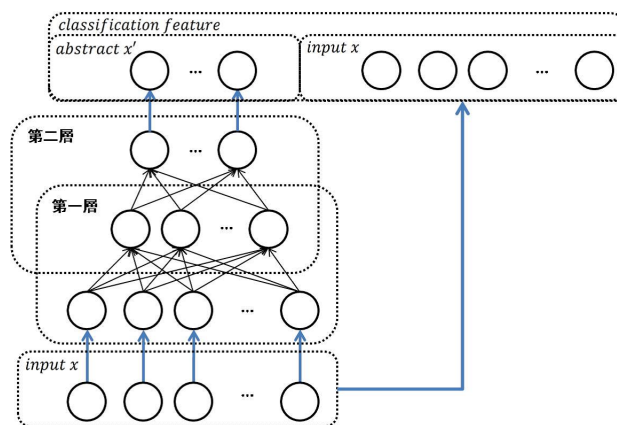 classification feature
abstract x′
input x
...
...
第二層
...
第一層
...
...
input x
...